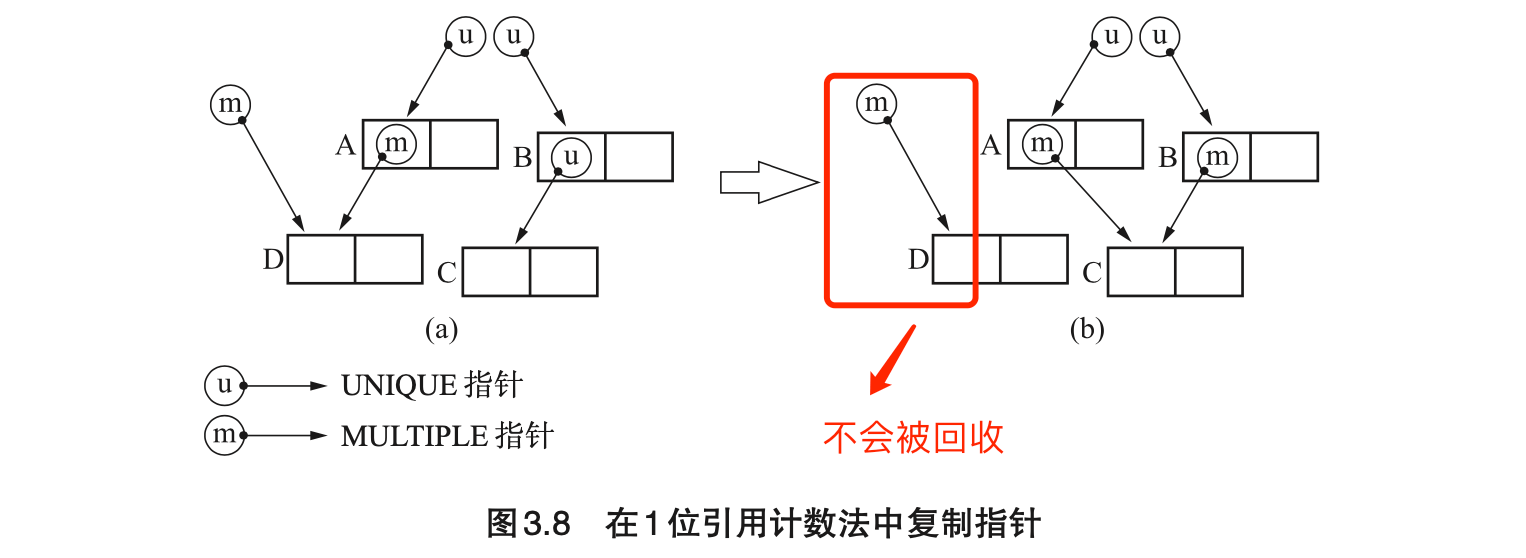 u u u u
m m
A m B u A m B m
D C D C
(a) (b)
u UNIQUE 指针
m MULTIPLE 指针
不会被回收
图3.8 在1位引用计数法中复制指针